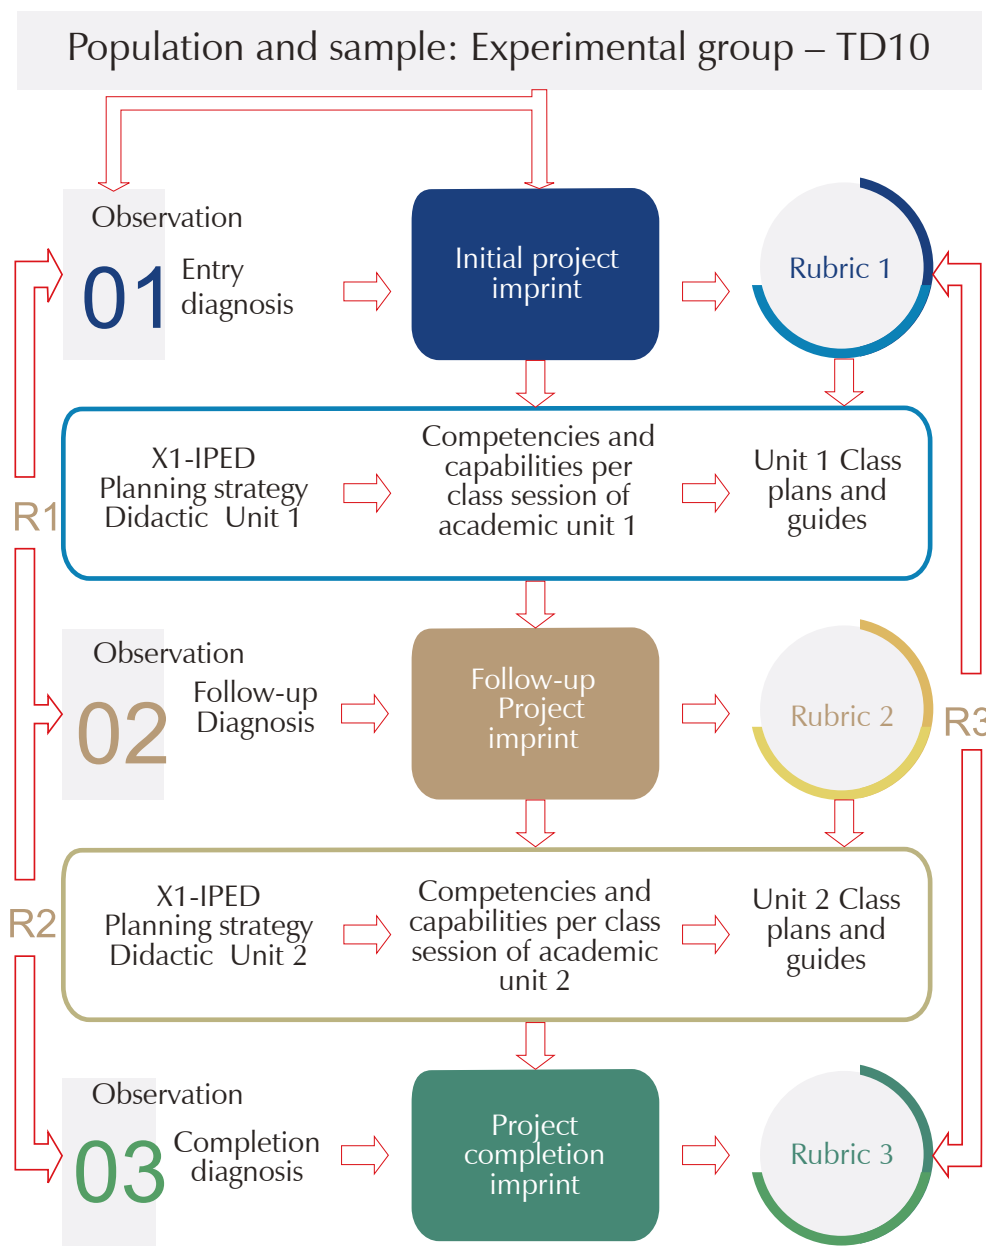 Population and sample: Experimental group – TD10
Observation
01
Entry
diagnosis
Initial project
imprint
Rubric 1
R1
X1-IPED
Planning strategy
Didactic Unit 1
Competencies and
capabilities per
class session of
academic unit 1
Unit 1 Class
plans and
guides
Observation
02
Follow-up
Diagnosis
Follow-up
Project
imprint
Rubric 2
R3
R2
X1-IPED
Planning strategy
Didactic Unit 2
Competencies and
capabilities per class
session of academic
unit 2
Unit 2 Class
plans and
guides
Observation
03
Completion
diagnosis
Project
completion
imprint
Rubric 3